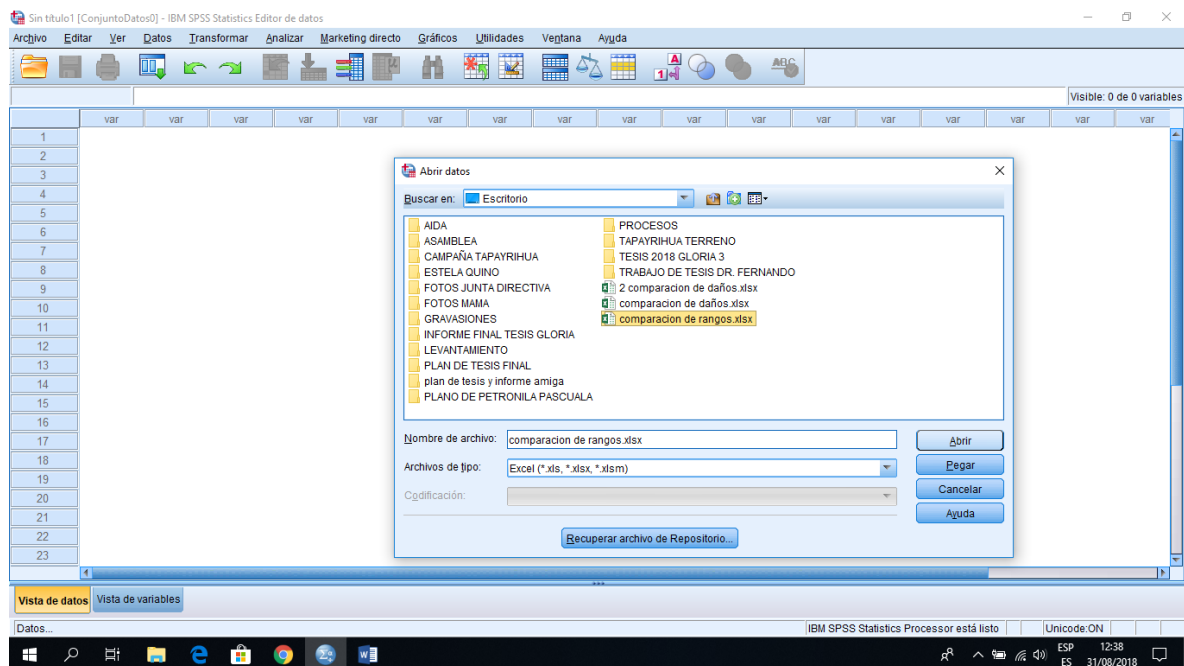 Sin título1 [ConjuntoDatos0] - IBM SPSS Statistics Editor de datos
Archivo Editar Ver Datos Transformar Analizar Marketing directo Gráficos Utilidades Ventana Ayuda
Visible: 0 de 0 variables
var var var var var var var var var var var var var var var var var
1
2
3
4
5
6
7
8
9
10
11
12
13
14
15
16
17
18
19
20
21
22
23
Abrir datos
Buscar en: Escritorio
AIDA
ASAMBLEA
CAMPAÑA TAPAYRIHUA
ESTELA QUINO
FOTOS JUNTA DIRECTIVA
FOTOS MAMA
GRAVASIONES
INFORME FINAL TESIS GLORIA
LEVANTAMIENTO
PLAN DE TESIS FINAL
plan de tesis y informe amiga
PLANO DE PETRONILA PASCUALA
PROCESOS
TAPAYRIHUA TERRENO
TESIS 2018 GLORIA 3
TRABAJO DE TESIS DR. FERNANDO
2 comparacion de daños.xlsx
comparacion de daños.xlsx
comparacion de rangos.xlsx
Nombre de archivo: comparacion de rangos.xlsx
Archivos de tipo: Excel (*.xls, *.xlsx, *.xlsm)
Codificación:
Abrir
Pegar
Cancelar
Ayuda
Recuperar archivo de Repositorio...
Vista de datos Vista de variables
Datos... IBM SPSS Statistics Processor está listo Unicode:ON
ESP 12:38
ES 31/08/2018